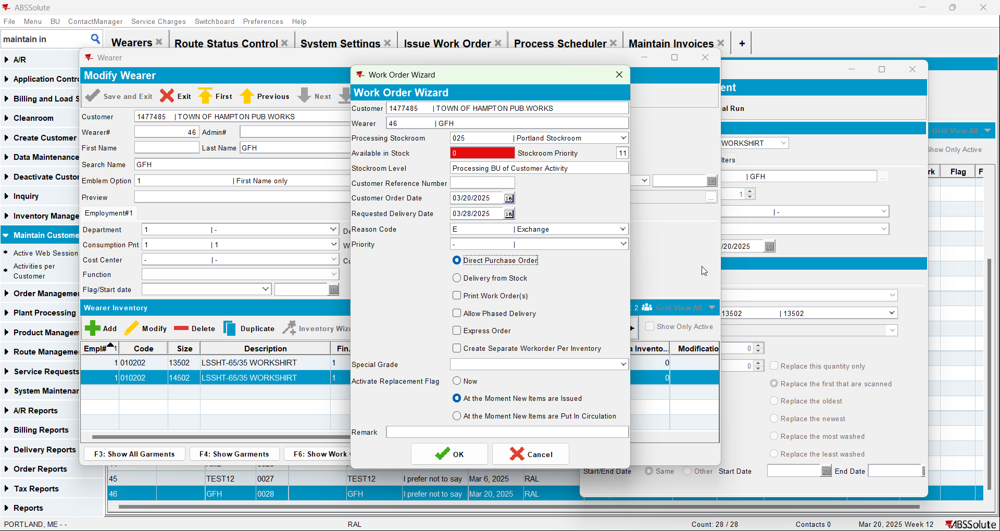 ABSSolute
File Menu BU ContactManager Service Charges Switchboard Preferences Help
maintain in
Wearers Route Status Control System Settings Issue Work Order Process Scheduler Maintain Invoices +
A/R
Application Contro
Billing and Load S
Cleanroom
Create Customer
Data Maintenance
Deactivate Custor
Inquiry
Inventory Manage
Maintain Custome
Active Web Session
Activities per
Customer
Order Managemen
Plant Processing
Product Managem
Route Managemen
Service Requests
System Maintenan
A/R Reports
Billing Reports
Delivery Reports
Order Reports
Tax Reports
Reports
Wearer
Modify Wearer
Save and Exit Exit First Previous Next
Customer 1477485 | TOWN OF HAMPTON PUB.WORKS
Wearer# 46 Admin#
First Name Last Name GFH
Search Name GFH
Emblem Option 1 | First Name only
Preview ...
Employment#1
Department 1 | -
Consumption Pnt 1 | 1
Cost Center - | -
Function
Flag/Start date 16
Wearer Inventory : 2 Grid View All
Add Modify Delete Duplicate Inventory Wiza Show Only Active
Empl# 1 Code Size Description Fin. a Invento... Modificatio
1 010202 13502 LSSHT-65/35 WORKSHIRT 1 0
1 010202 14502 LSSHT-65/35 WORKSHIRT 1 0
F3: Show All Garments F4: Show Garments F6: Show Work
Work Order Wizard
Work Order Wizard
Customer 1477485 | TOWN OF HAMPTON PUB.WORKS
Wearer 46 | GFH
Processing Stockroom 025 | Portland Stockroom
Available in Stock 0 Stockroom Priority 11
Stockroom Level Processing BU of Customer Activity
Customer Reference Number
Customer Order Date 03/20/2025 16
Requested Delivery Date 03/28/2025 16
Reason Code E | Exchange
Priority - |
Direct Purchase Order
Delivery from Stock
Print Work Order(s)
Allow Phased Delivery
Express Order
Create Separate Workorder Per Inventory
Special Grade
Activate Replacement Flag Now
At the Moment New Items are Issued
At the Moment New Items are Put In Circulation
Remark
OK Cancel
ent
al Run
WORKSHIRT
lters
| GFH ...
1
| -
/20/2025 16
13502 | 13502
0
0 Replace this quantity only
Replace the first that are scanned
Replace the oldest
Replace the newest
Replace the most washed
Replace the least washed
Start/End Date Same Other Start Date 16 End Date
Grid View All
Show Only Active
rk Flag F
45 TEST12 0027 TEST12 I prefer not to say Mar 6, 2025 RAL
46 GFH 0028 GFH I prefer not to say Mar 20, 2025 RAL
PORTLAND, ME - - RAL Count: 28 / 28 Contacts 0 Mar 20, 2025 Week 12 ABSSolute